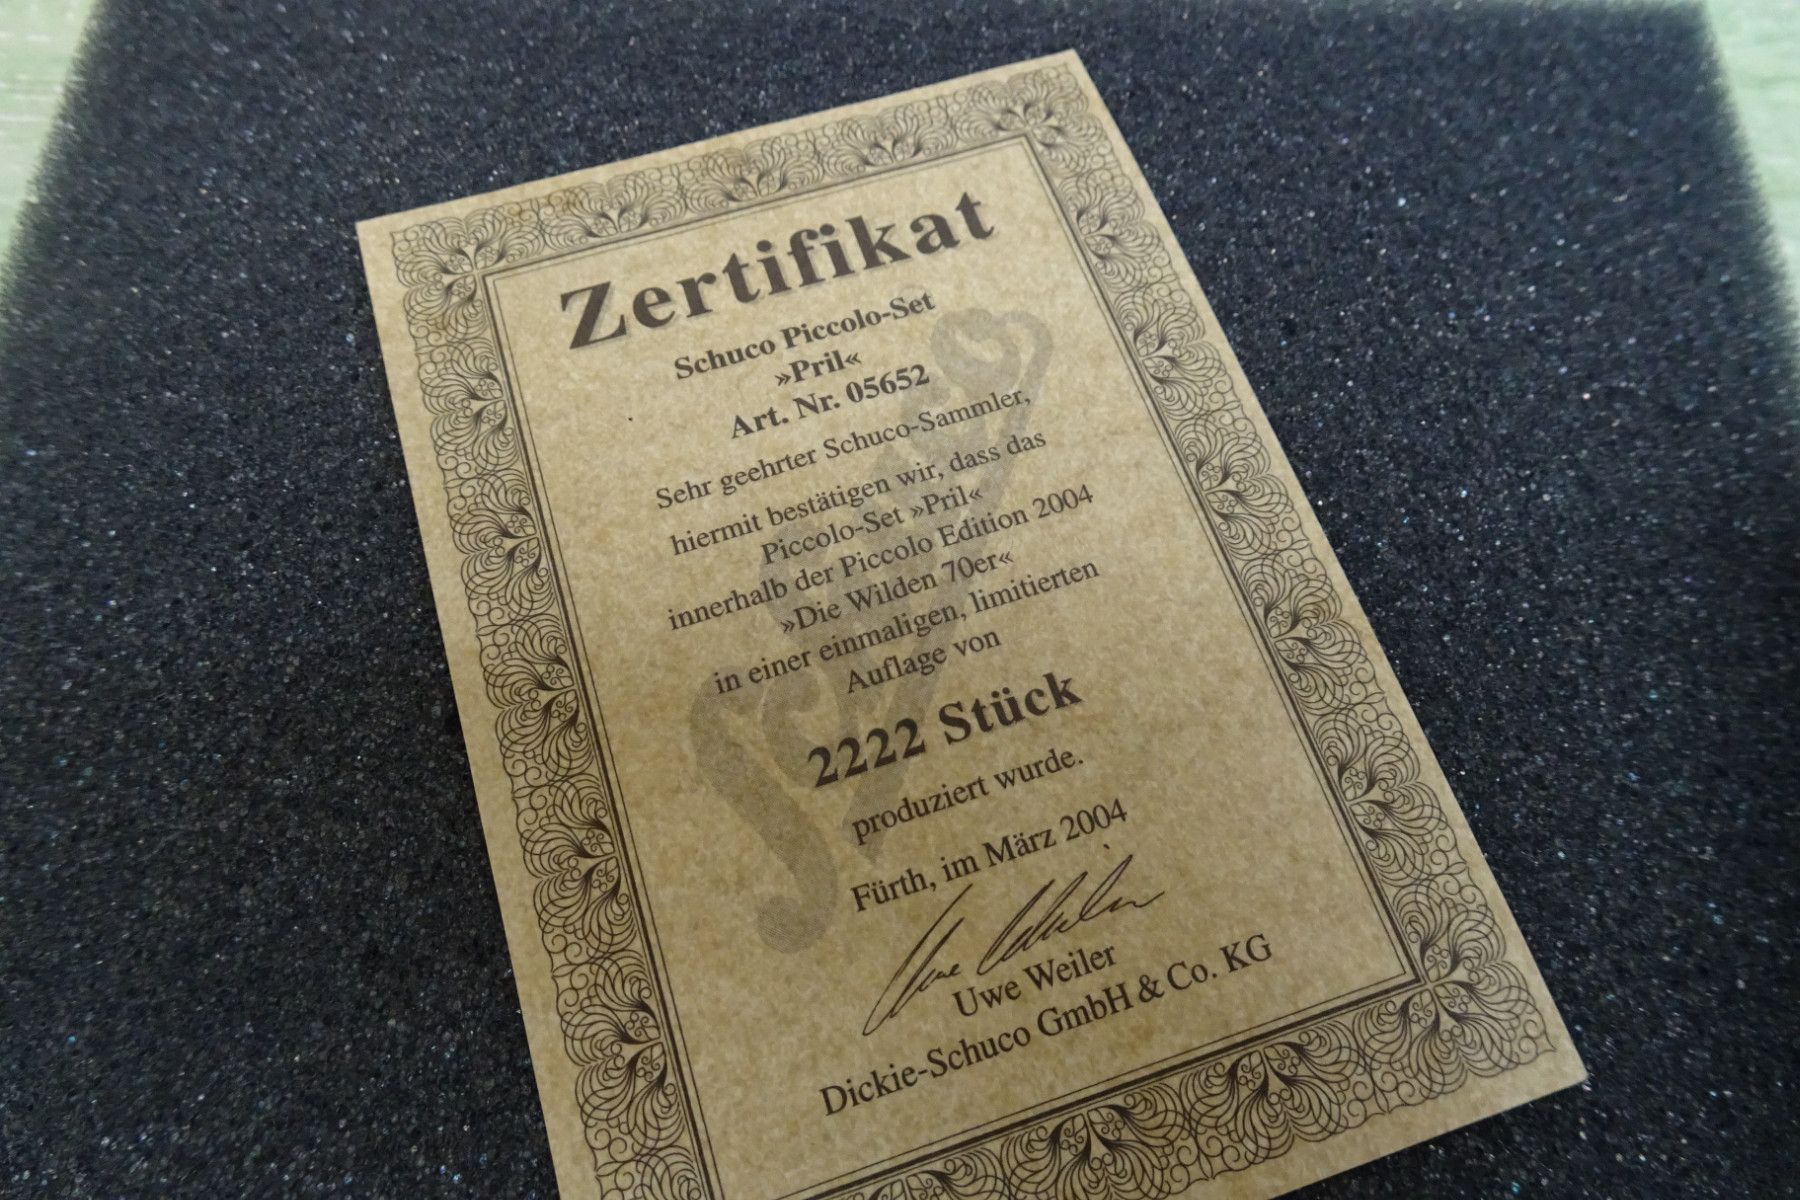 Zertifikat
Schuco Piccolo-Set
»Pril«
Art. Nr. 05652
Sehr geehrter Schuco-Sammler,
hiermit bestätigen wir, dass das
Piccolo-Set »Pril«
innerhalb der Piccolo Edition 2004
»Die Wilden 70er«
in einer einmaligen, limitierten
Auflage von
2222 Stück
produziert wurde.
Fürth, im März 2004
Uwe Weiler
Dickie-Schuco GmbH & Co. KG